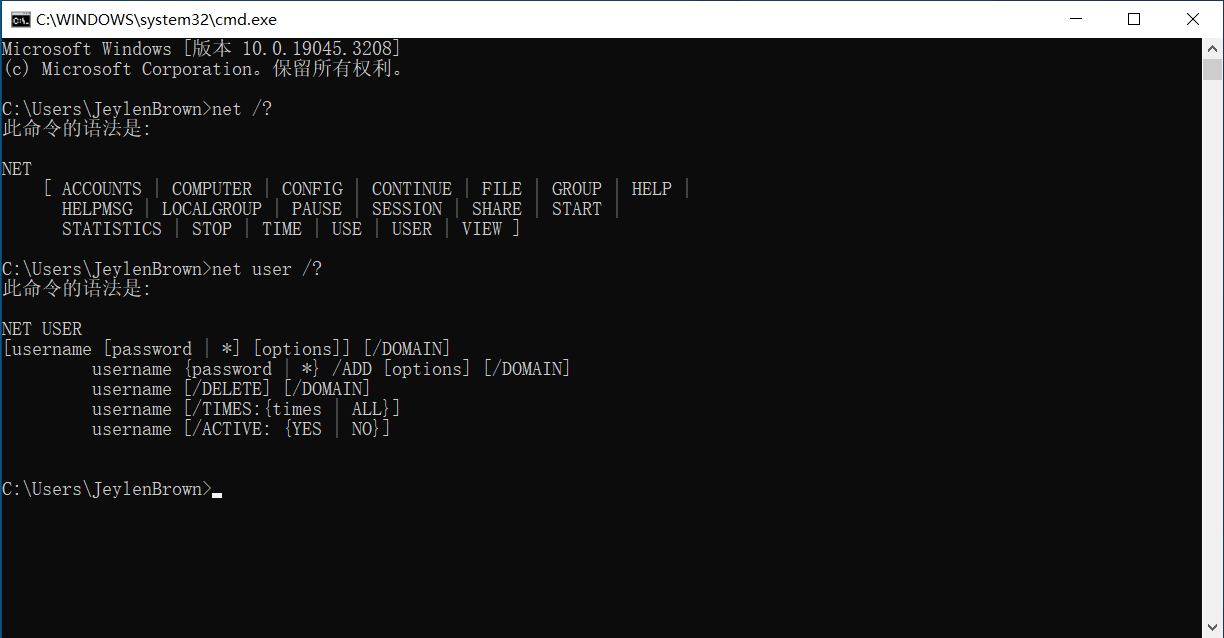 C:\WINDOWS\system32\cmd.exe
Microsoft Windows [版本 10.0.19045.3208]
(c) Microsoft Corporation。保留所有权利。
C:\Users\JeylenBrown>net /?
此命令的语法是:
NET
    [ ACCOUNTS | COMPUTER | CONFIG | CONTINUE | FILE | GROUP | HELP |
      HELPMSG | LOCALGROUP | PAUSE | SESSION | SHARE | START |
      STATISTICS | STOP | TIME | USE | USER | VIEW ]
C:\Users\JeylenBrown>net user /?
此命令的语法是:
NET USER
[username [password | *] [options]] [/DOMAIN]
         username {password | *} /ADD [options] [/DOMAIN]
         username [/DELETE] [/DOMAIN]
         username [/TIMES:{times | ALL}]
         username [/ACTIVE: {YES | NO}]
C:\Users\JeylenBrown>